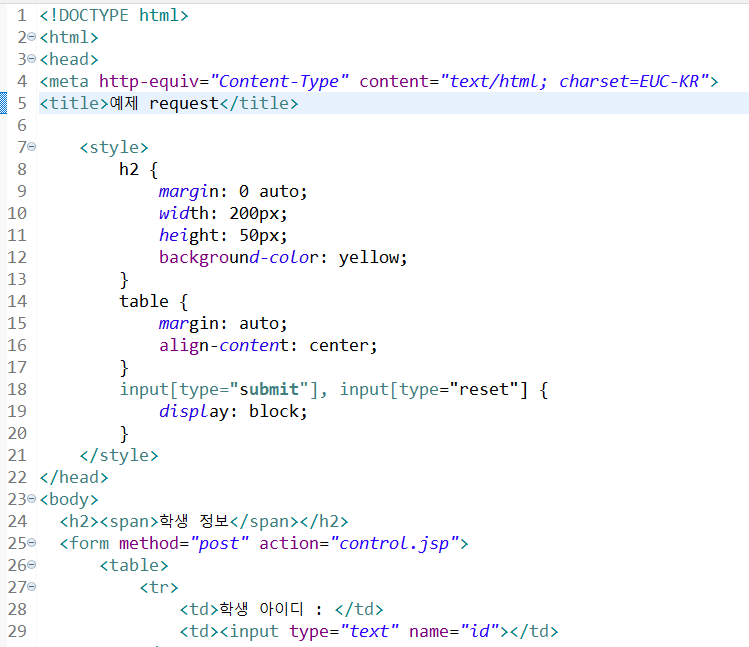 1 <!DOCTYPE html>
2 <html>
3 <head>
4 <meta http-equiv="Content-Type" content="text/html; charset=EUC-KR">
5 <title>예제 request</title>
6
7     <style>
8         h2 {
9             margin: 0 auto;
10             width: 200px;
11             height: 50px;
12             background-color: yellow;
13         }
14         table {
15             margin: auto;
16             align-content: center;
17         }
18         input[type="submit"], input[type="reset"] {
19             display: block;
20         }
21     </style>
22 </head>
23 <body>
24   <h2><span>학생 정보</span></h2>
25   <form method="post" action="control.jsp">
26       <table>
27           <tr>
28               <td>학생 아이디 : </td>
29               <td><input type="text" name="id"></td>